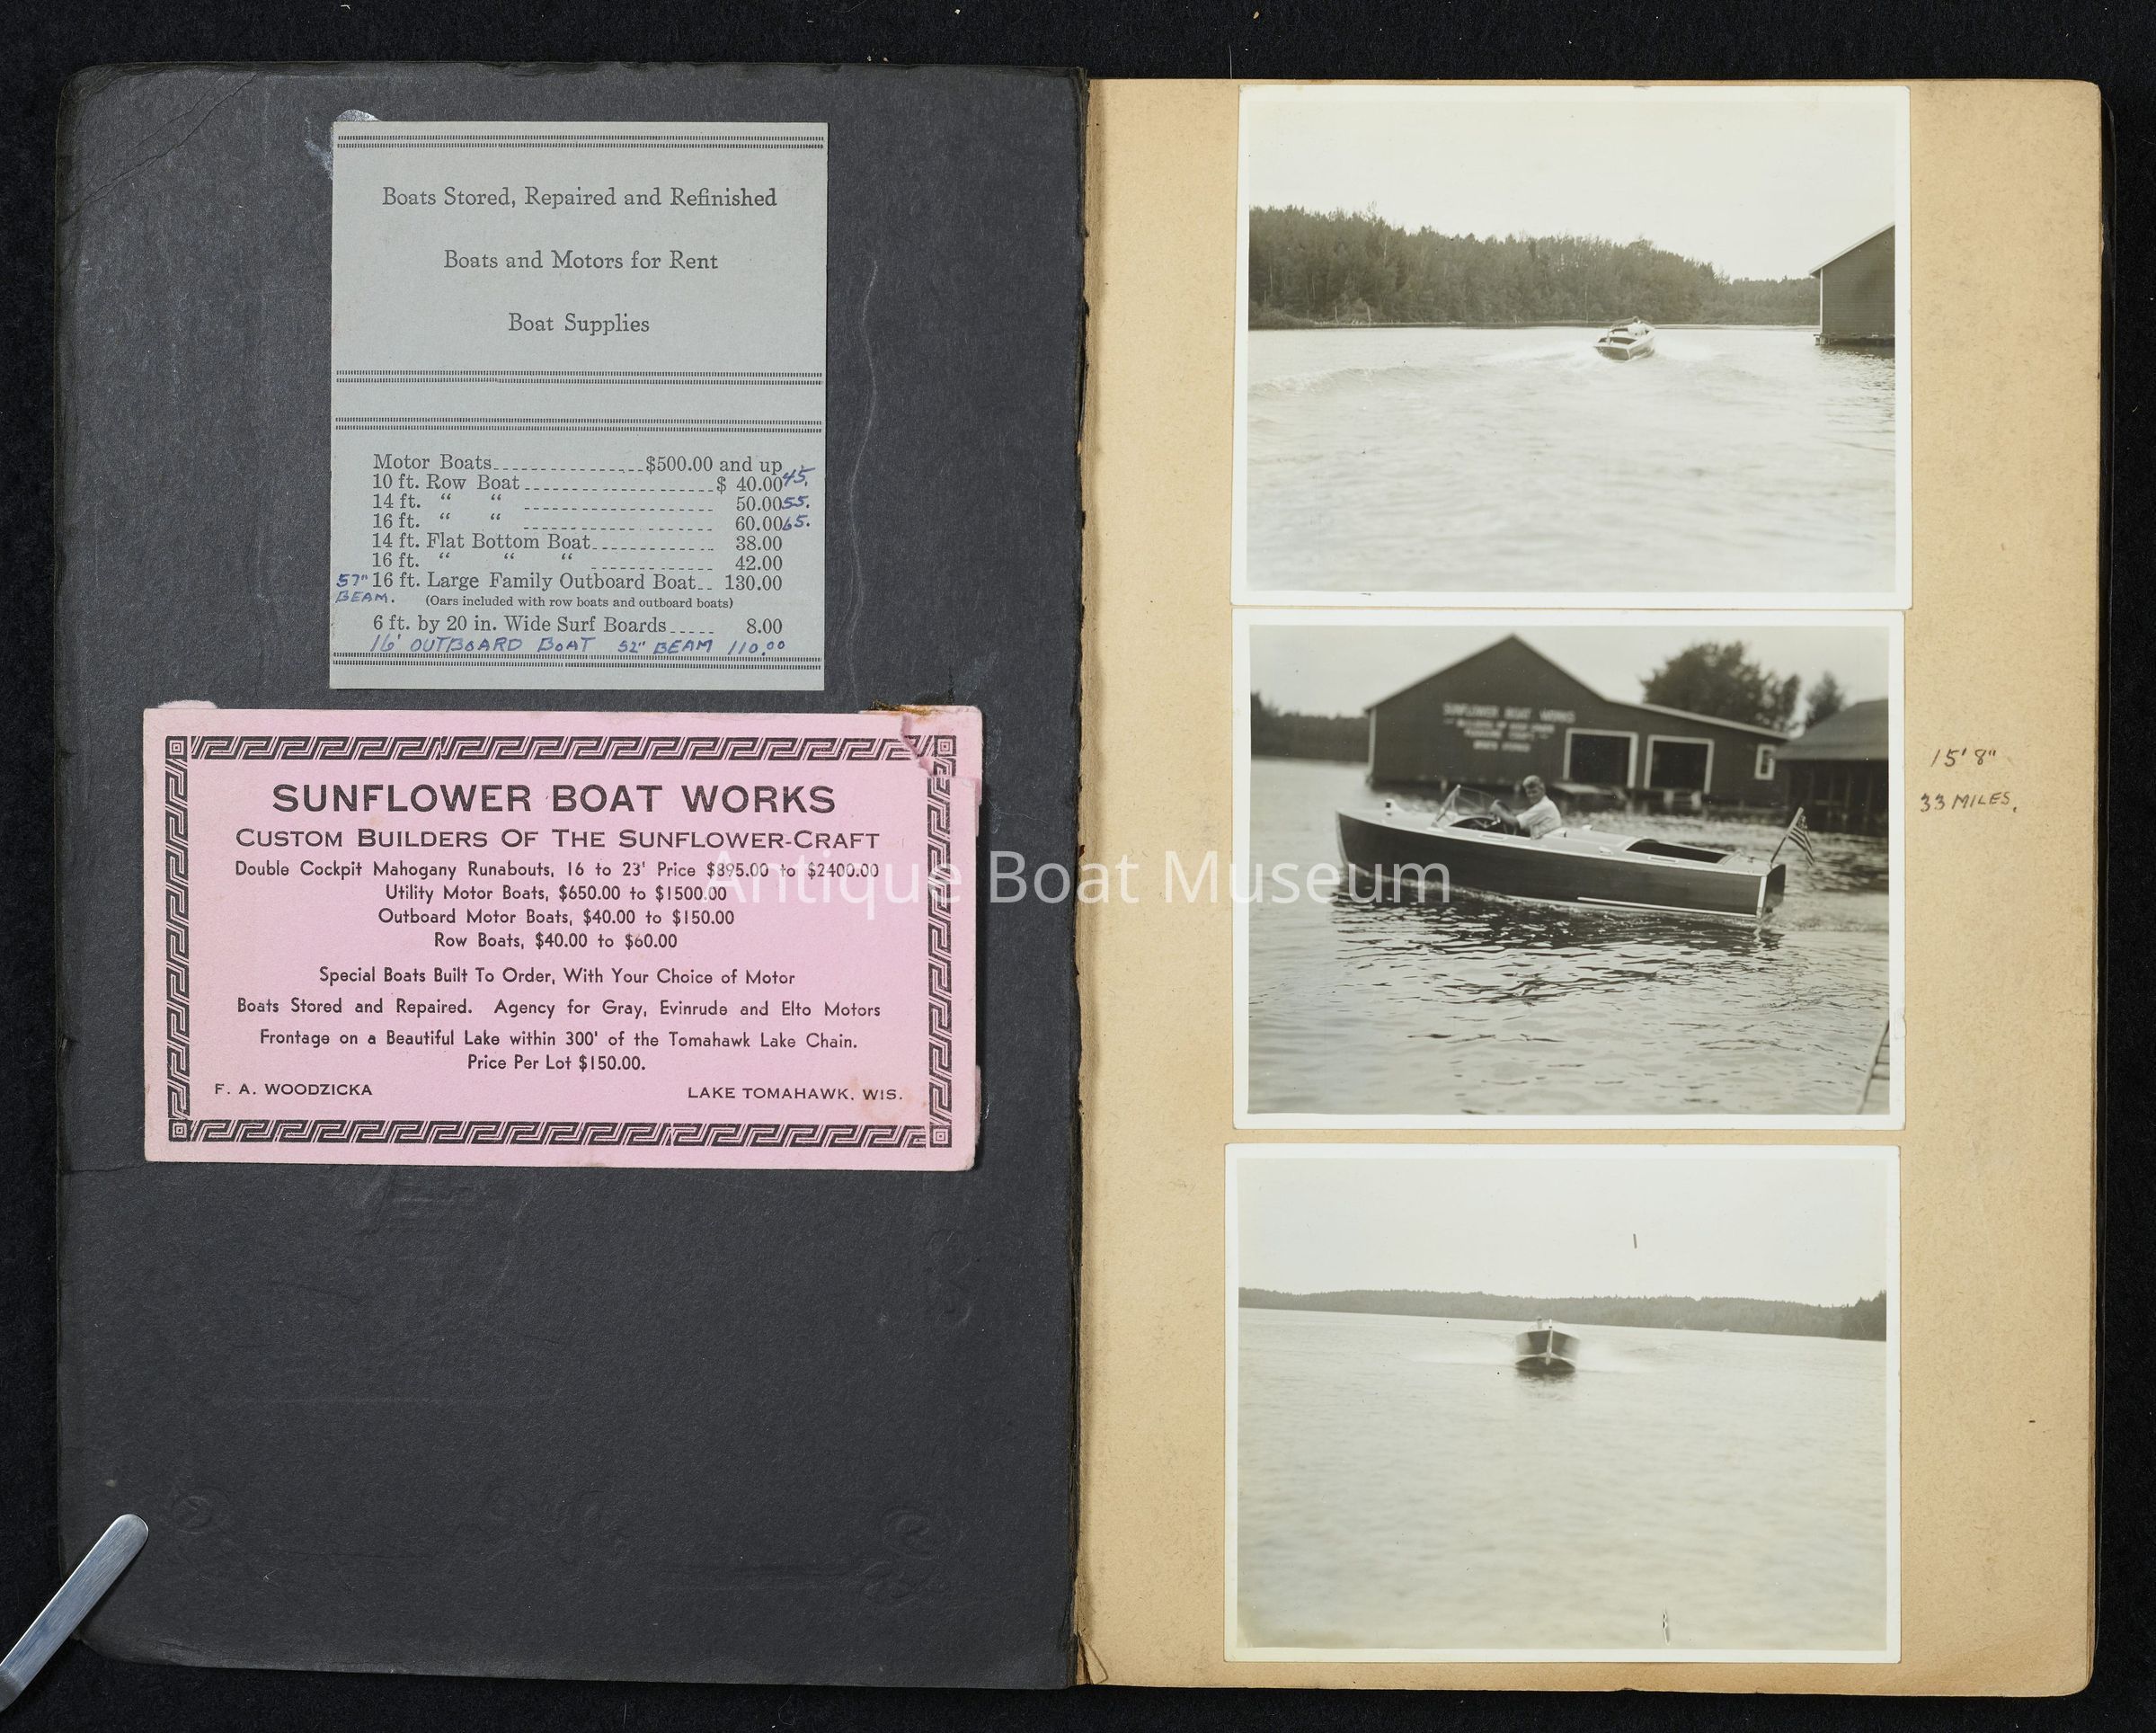 Boats Stored, Repaired and Refinished
Boats and Motors for Rent
Boat Supplies
Motor Boats $500.00 and up
10 ft. Row Boat $ 40.00 45.
14 ft. “ “ 50.00 55.
16 ft. “ “ 60.00 65.
14 ft. Flat Bottom Boat 38.00
16 ft. “ “ “ 42.00
57" 16 ft. Large Family Outboard Boat 130.00
BEAM. (Oars included with row boats and outboard boats)
6 ft. by 20 in. Wide Surf Boards 8.00
16' OUTBOARD BOAT 52" BEAM 110.00
SUNFLOWER BOAT WORKS
CUSTOM BUILDERS OF THE SUNFLOWER-CRAFT
Double Cockpit Mahogany Runabouts, 16 to 23' Price $895.00 to $2400.00
Utility Motor Boats, $650.00 to $1500.00
Outboard Motor Boats, $40.00 to $150.00
Row Boats, $40.00 to $60.00
Special Boats Built To Order, With Your Choice of Motor
Boats Stored and Repaired. Agency for Gray, Evinrude and Elto Motors
Frontage on a Beautiful Lake within 300' of the Tomahawk Lake Chain.
Price Per Lot $150.00.
F. A. WOODZICKA LAKE TOMAHAWK, WIS.
Antique Boat Museum
SUNFLOWER BOAT WORKS
15' 8"
33 MILES.